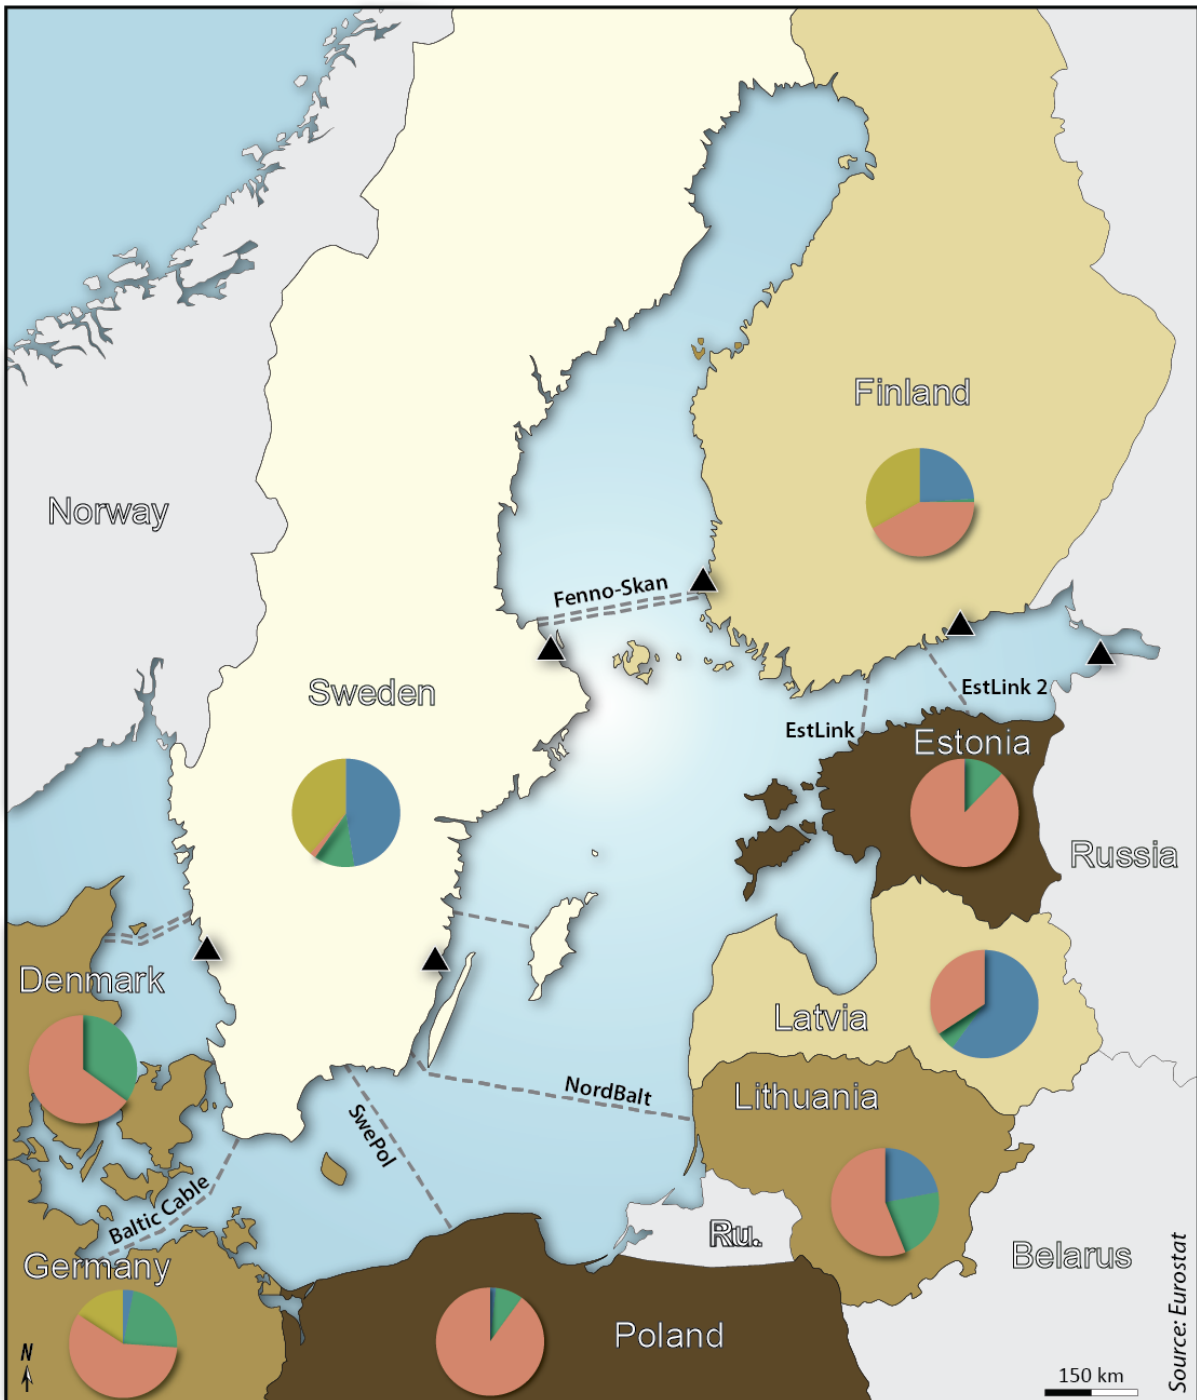 Finland
Norway
Fenno-Skan
Sweden
EstLink 2
EstLink
Estonia
Russia
Denmark
Latvia
NordBalt
Lithuania
SwePol
Baltic Cable
Ru.
Belarus
Germany
Poland
N
150 km
Source: Eurostat